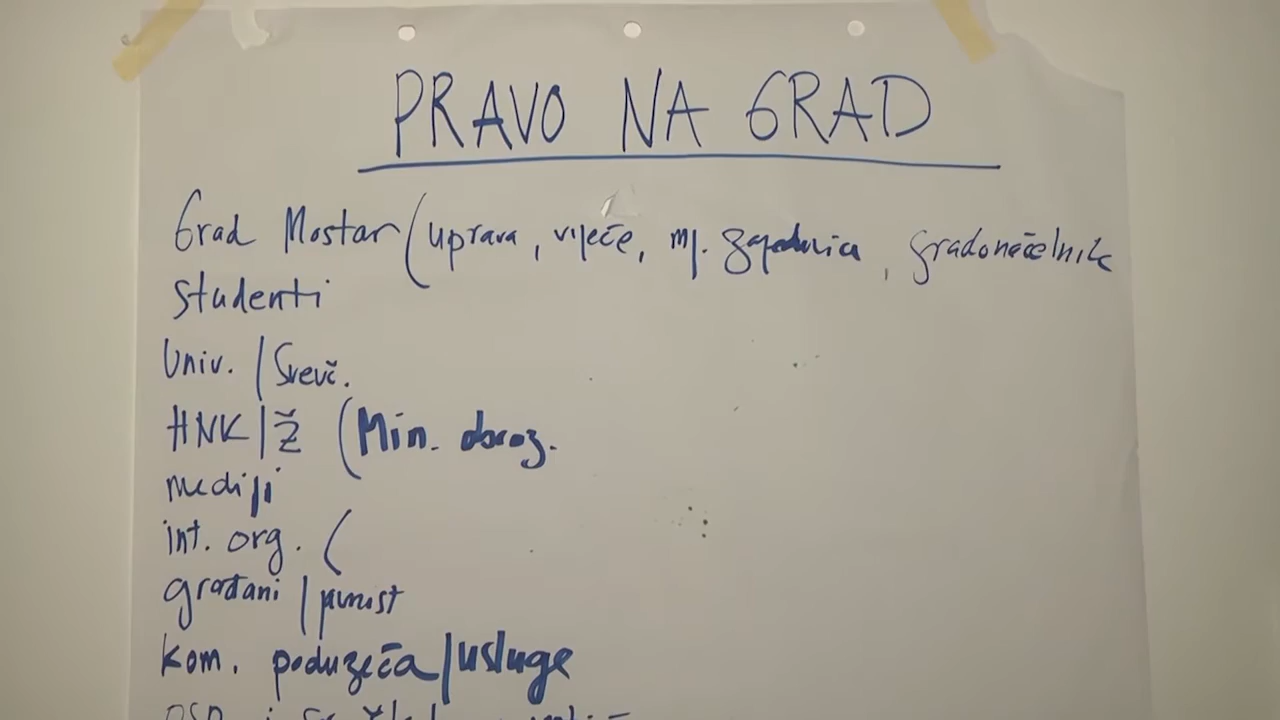 PRAVO NA GRAD
Grad Mostar (uprava, vijeće, mj. zajednica, gradonačelnik
studenti
Univ. / Sveuč.
HNK/Ž (Min. obraz.
mediji
int. org. (
građani / javnost
kom. poduzeća/usluge